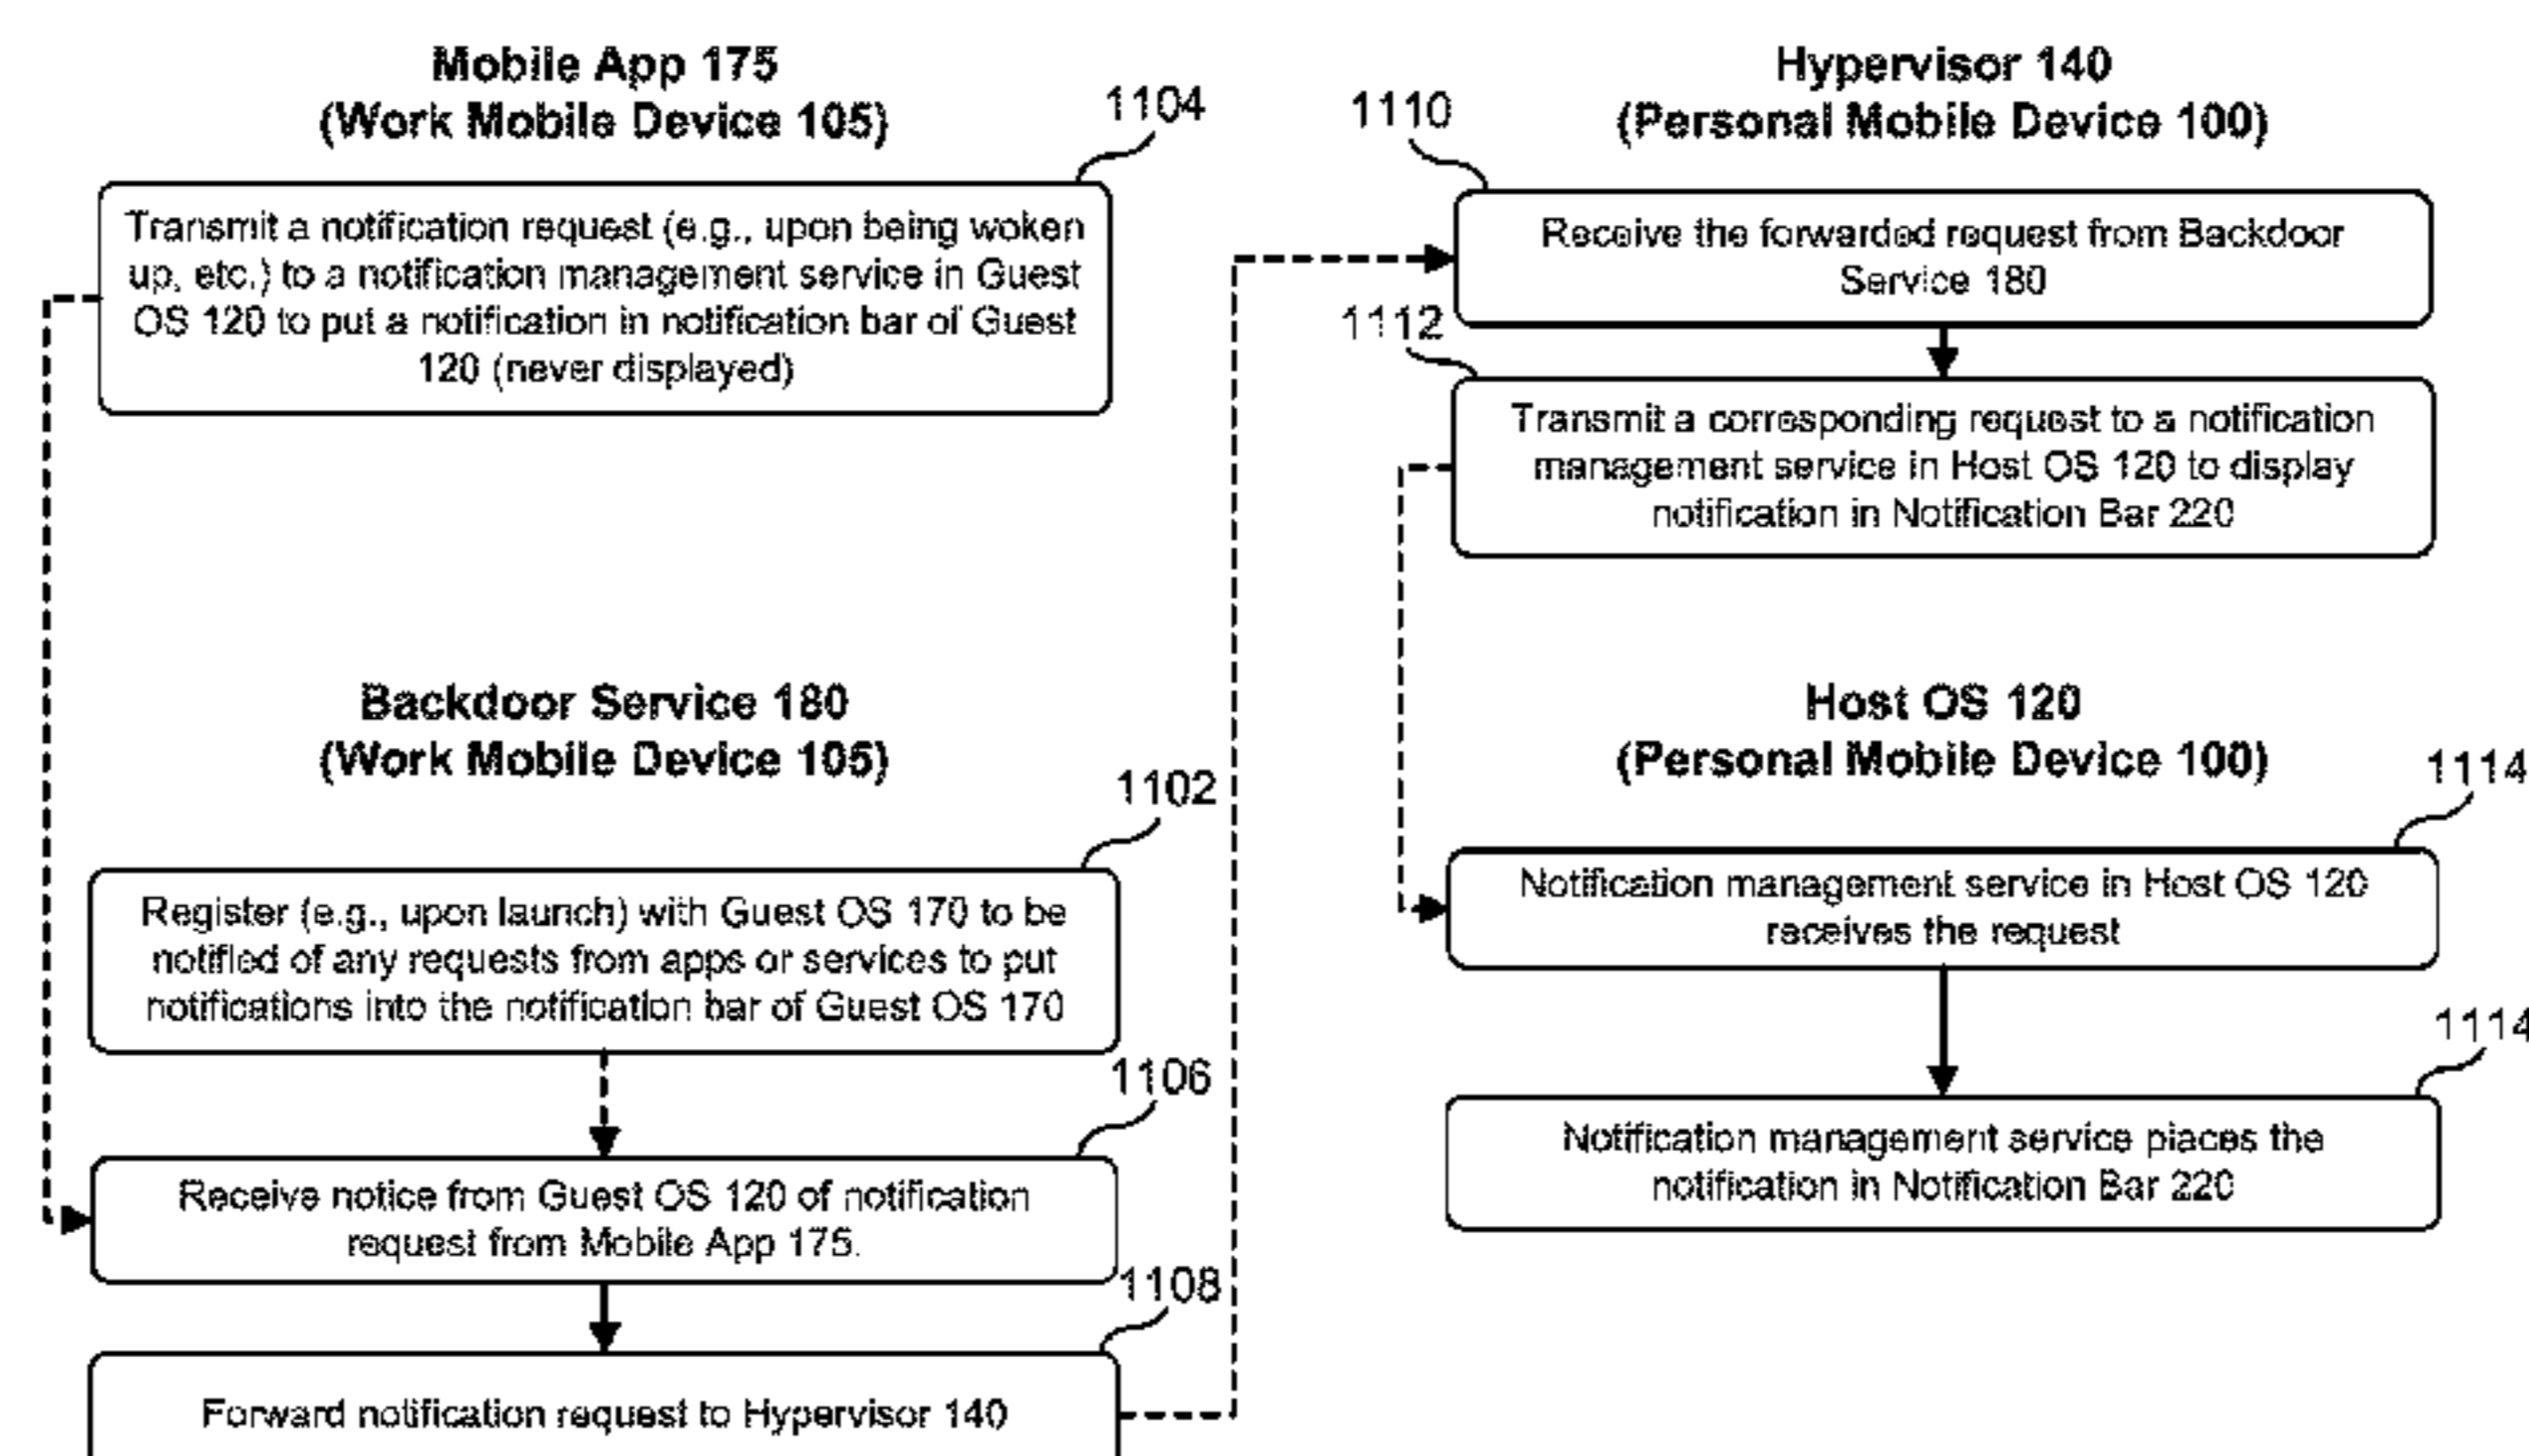 Mobile App 175
(Work Mobile Device 105)
1104
Transmit a notification request (e.g., upon being woken
up, etc.) to a notification management service in Guest
OS 120 to put a notification in notification bar of Guest
120 (never displayed)
Backdoor Service 180
(Work Mobile Device 105)
1102
Register (e.g., upon launch) with Guest OS 170 to be
notified of any requests from apps or services to put
notifications into the notification bar of Guest OS 170
1106
Receive notice from Guest OS 120 of notification
request from Mobile App 175.
1108
Forward notification request to Hypervisor 140
Hypervisor 140
(Personal Mobile Device 100)
1110
Receive the forwarded request from Backdoor
Service 180
1112
Transmit a corresponding request to a notification
management service in Host OS 120 to display
notification in Notification Bar 220
Host OS 120
(Personal Mobile Device 100)
1114
Notification management service in Host OS 120
receives the request
1114
Notification management service places the
notification in Notification Bar 220